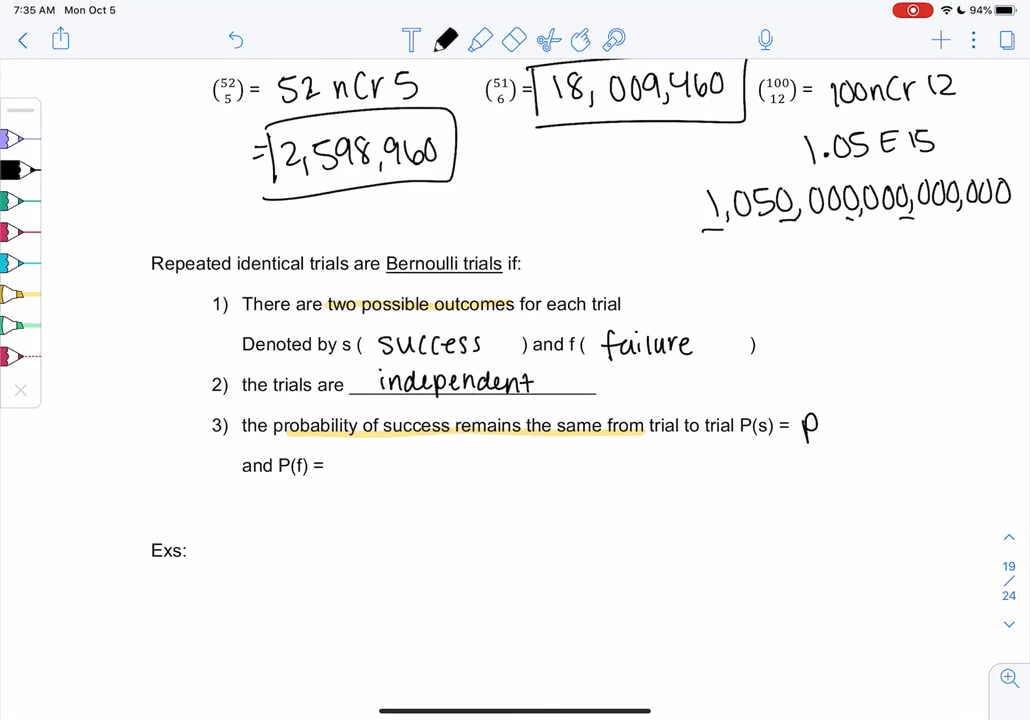 7:35 AM Mon Oct 5 94%
(52 5) = 52 nCr 5 (51 6) = 18,009,460 (100 12) = 100nCr 12
= 2,598,960 1.05 E 15
1,050,000,000,000,000
Repeated identical trials are Bernoulli trials if:
1) There are two possible outcomes for each trial
Denoted by s ( success ) and f ( failure )
2) the trials are independent
3) the probability of success remains the same from trial to trial P(s) = p
and P(f) =
Exs:
19
/
24